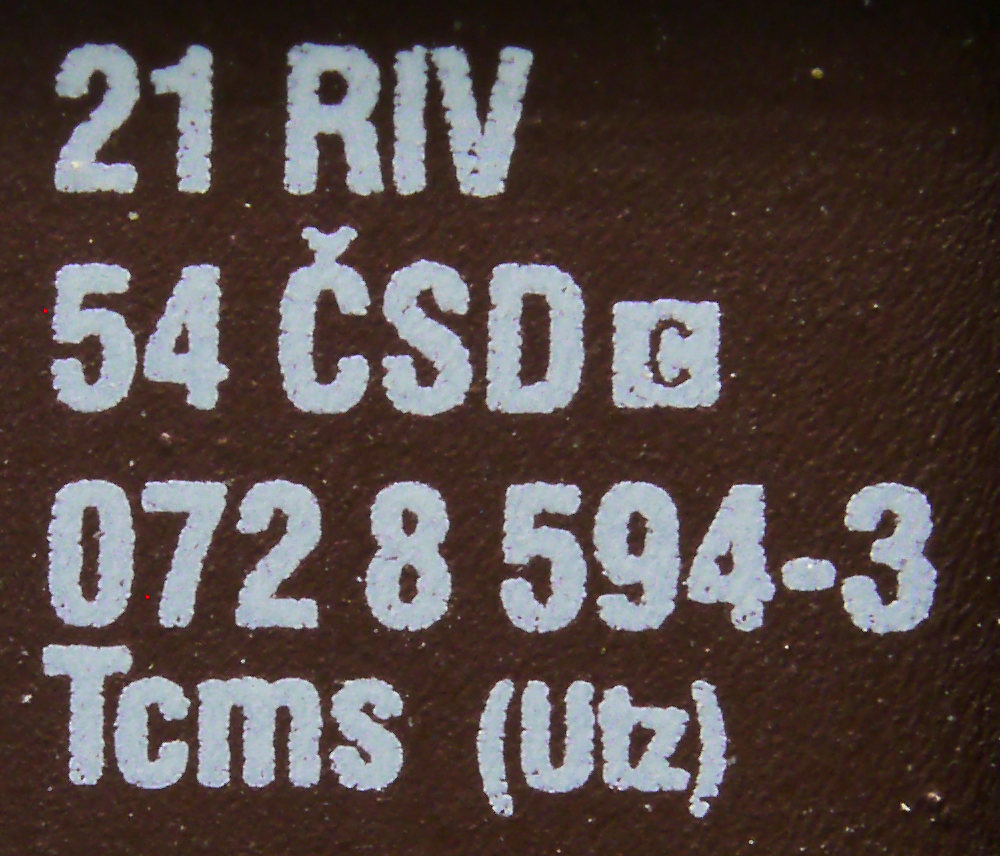 21 RIV
54 ČSD C
072 8 594-3
Tcms (Utz)